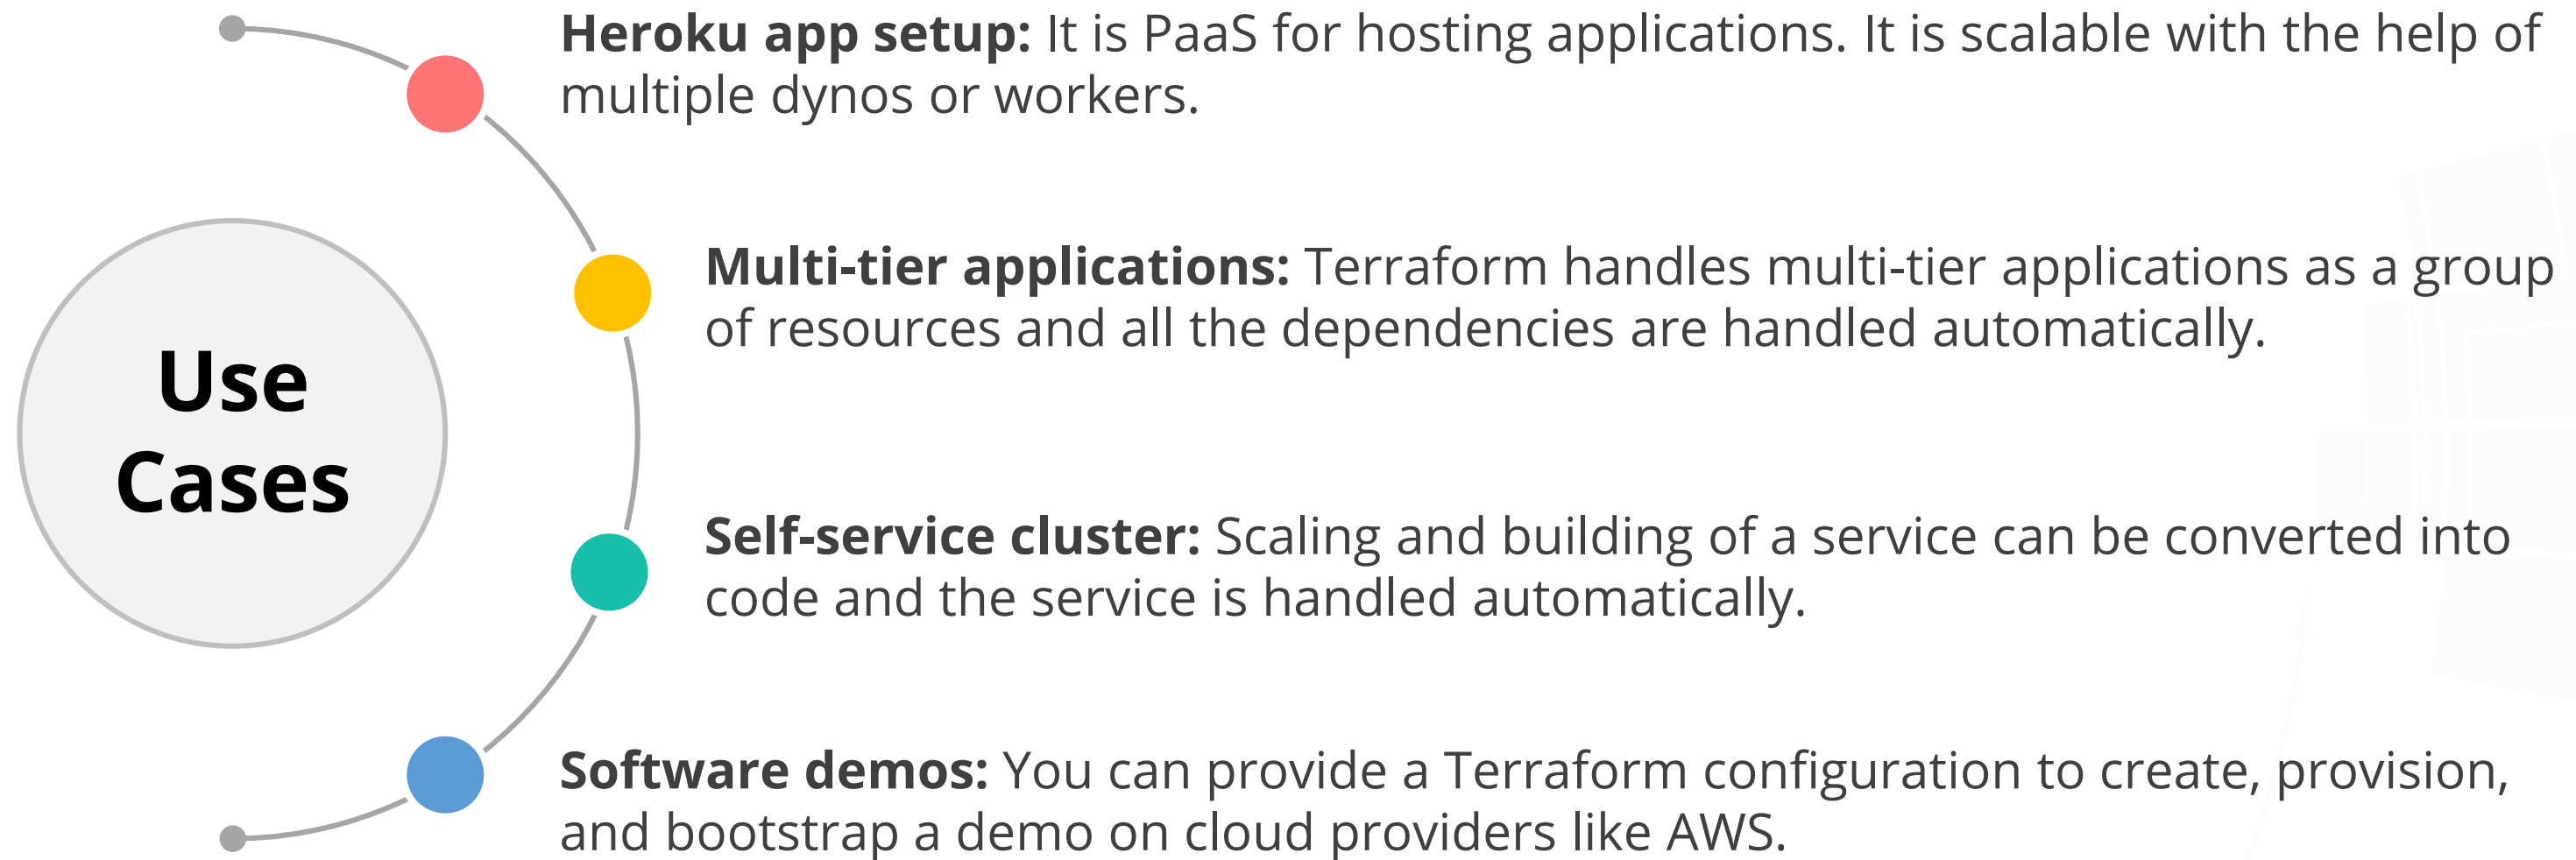 Heroku app setup: It is PaaS for hosting applications. It is scalable with the help of
multiple dynos or workers.
Multi-tier applications: Terraform handles multi-tier applications as a group
of resources and all the dependencies are handled automatically.
Use
Cases
Self-service cluster: Scaling and building of a service can be converted into
code and the service is handled automatically.
Software demos: You can provide a Terraform configuration to create, provision,
and bootstrap a demo on cloud providers like AWS.